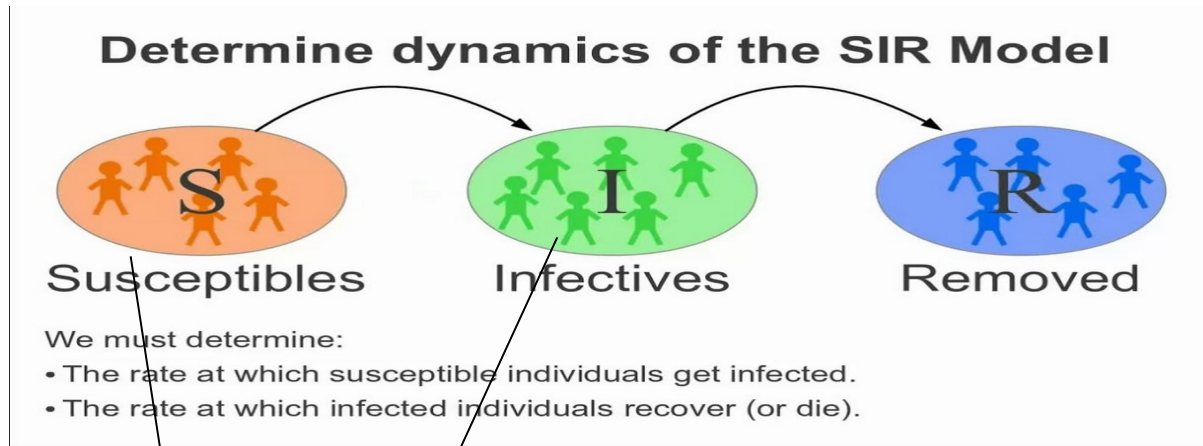 Determine dynamics of the SIR Model
S I R
Susceptibles Infectives Removed
We must determine:
• The rate at which susceptible individuals get infected.
• The rate at which infected individuals recover (or die).